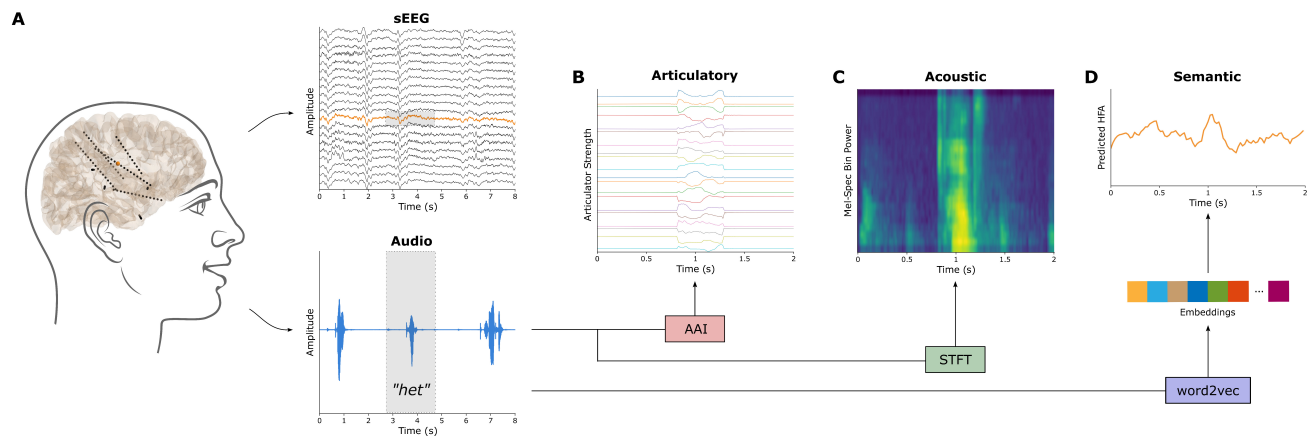 A
sEEG
Amplitude
0 1 2 3 4 5 6 7 8
Time (s)
Audio
Amplitude
"het"
0 1 2 3 4 5 6 7 8
Time (s)
B
Articulatory
Articulator Strength
0 0.5 1 1.5 2
Time (s)
AAI
C
Acoustic
Mel-Spec Bin Power
0 0.5 1 1.5 2
Time (s)
STFT
D
Semantic
Predicted HFA
0 0.5 1 1.5 2
Time (s)
...
Embeddings
word2vec